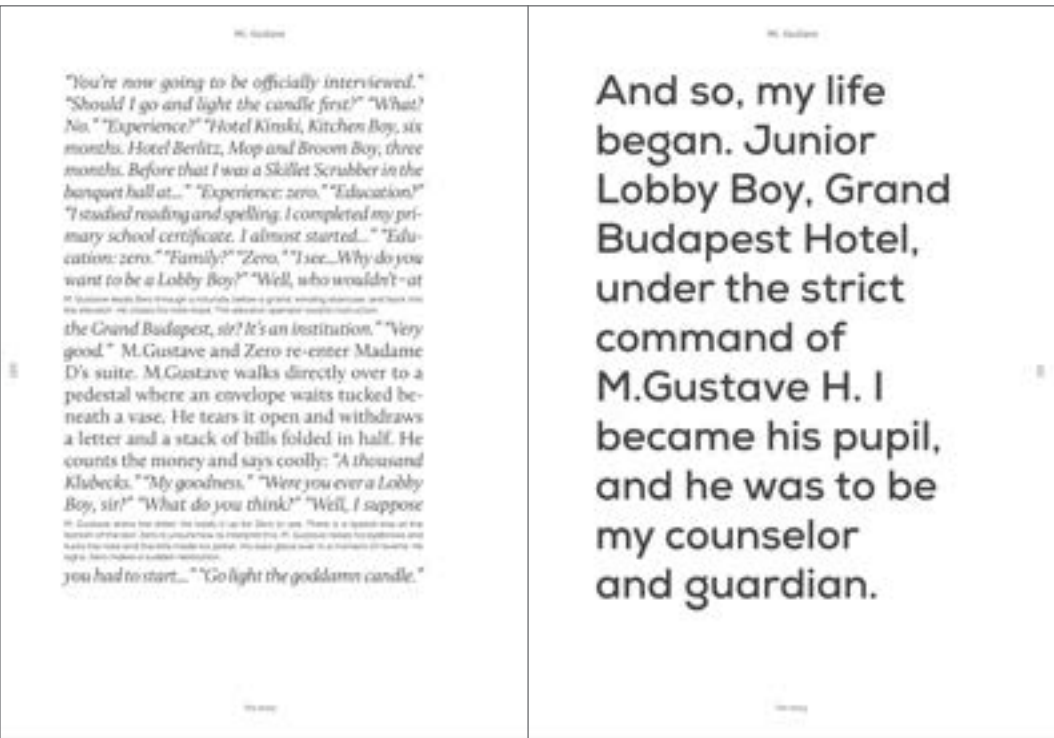 M. Gustave
"You're now going to be officially interviewed."
"Should I go and light the candle first?" "What?
No." "Experience?" "Hotel Kinski, Kitchen Boy, six
months. Hotel Berlitz, Mop and Broom Boy, three
months. Before that I was a Skillet Scrubber in the
banquet hall at..." "Experience: zero." "Education?"
"I studied reading and spelling. I completed my pri-
mary school certificate. I almost started..." "Edu-
cation: zero." "Family?" "Zero." "I see...Why do you
want to be a Lobby Boy?" "Well, who wouldn't – at
the Grand Budapest, sir? It's an institution." "Very
good." M.Gustave and Zero re-enter Madame
D's suite. M.Gustave walks directly over to a
pedestal where an envelope waits tucked be-
neath a vase. He tears it open and withdraws
a letter and a stack of bills folded in half. He
counts the money and says coolly: "A thousand
Klubecks." "My goodness." "Were you ever a Lobby
Boy, sir?" "What do you think?" "Well, I suppose
you had to start..." "Go light the goddamn candle."
M. Gustave
And so, my life
began. Junior
Lobby Boy, Grand
Budapest Hotel,
under the strict
command of
M.Gustave H. I
became his pupil,
and he was to be
my counselor
and guardian.